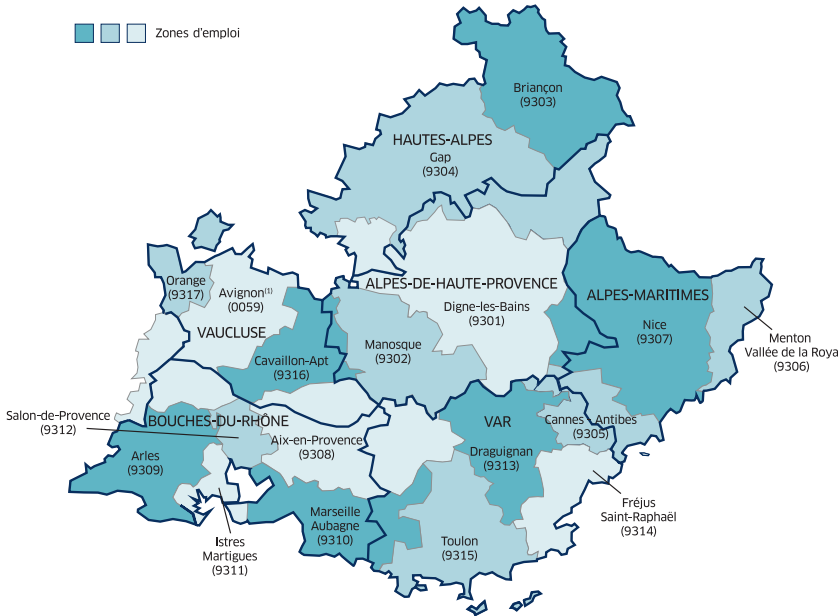 Zones d'emploi
Briançon
(9303)
HAUTES-ALPES
Gap
(9304)
Orange
(9317)
Avignon(1)
(0059)
VAUCLUSE
Cavaillon-Apt
(9316)
ALPES-DE-HAUTE-PROVENCE
Digne-les-Bains
(9301)
Manosque
(9302)
ALPES-MARITIMES
Nice
(9307)
Menton
Vallée de la Roya
(9306)
Salon-de-Provence
(9312)
BOUCHES-DU-RHÔNE
Arles
(9309)
Aix-en-Provence
(9308)
VAR
Draguignan
(9313)
Cannes Antibes
(9305)
Fréjus
Saint-Raphaël
(9314)
Istres
Martigues
(9311)
Marseille
Aubagne
(9310)
Toulon
(9315)